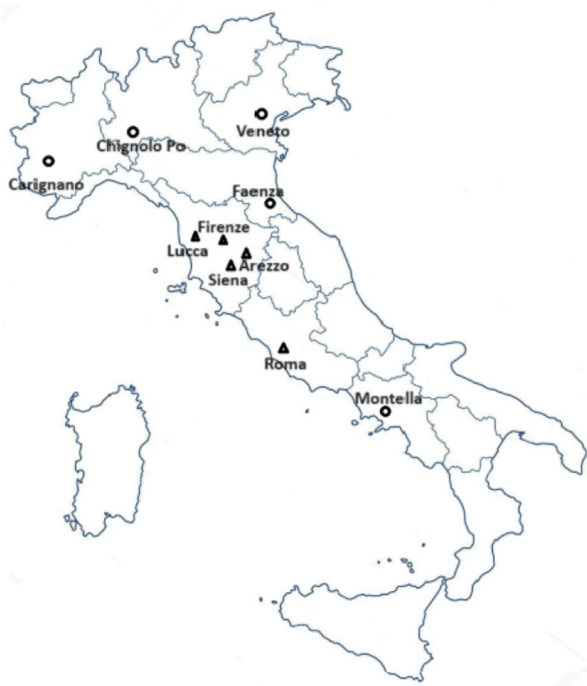 Veneto
Chignolo Po
Carignano
Faenza
Firenze
Lucca
Arezzo
Siena
Roma
Montella